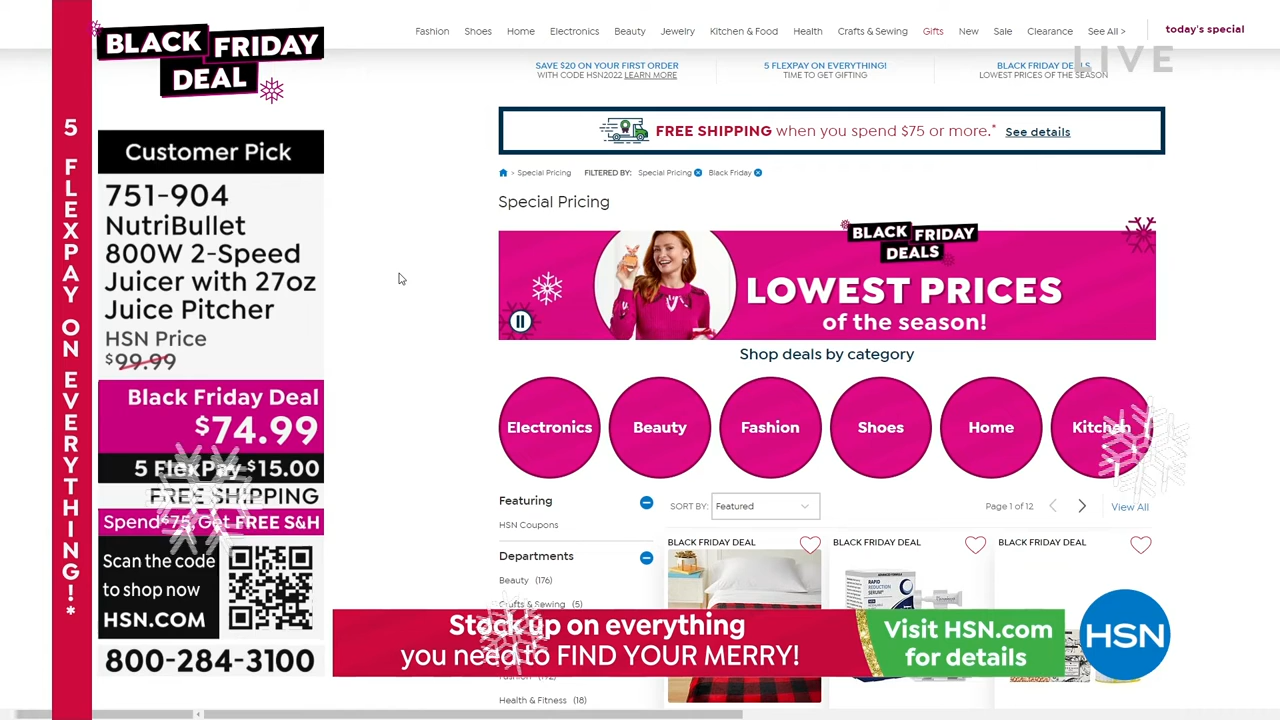 BLACK FRIDAY
DEAL
5 FLEXPAY ON EVERYTHING!*
Customer Pick
751-904
NutriBullet
800W 2-Speed
Juicer with 27oz
Juice Pitcher
HSN Price
$99.99
Black Friday Deal
$74.99
5 FlexPay $15.00
FREE SHIPPING
Spend $75, Get FREE S&H
Scan the code
to shop now
HSN.COM
800-284-3100
Fashion Shoes Home Electronics Beauty Jewelry Kitchen & Food Health Crafts & Sewing Gifts New Sale Clearance See All > today's special
LIVE
SAVE $20 ON YOUR FIRST ORDER 5 FLEXPAY ON EVERYTHING! BLACK FRIDAY DEALS
WITH CODE HSN2022 LEARN MORE TIME TO GET GIFTING LOWEST PRICES OF THE SEASON
FREE SHIPPING when you spend $75 or more.* See details
> Special Pricing FILTERED BY: Special Pricing Black Friday
Special Pricing
BLACK FRIDAY
DEALS
LOWEST PRICES
of the season!
Shop deals by category
Electronics Beauty Fashion Shoes Home Kitchen
Featuring SORT BY: Featured Page 1 of 12 View All
HSN Coupons
BLACK FRIDAY DEAL BLACK FRIDAY DEAL BLACK FRIDAY DEAL
Departments
Beauty (176)
Crafts & Sewing (5)
RAPID
REDUCTION
SERUM
Stock up on everything
you need to FIND YOUR MERRY!
Visit HSN.com
for details
HSN
Fashion (192)
Health & Fitness (18)